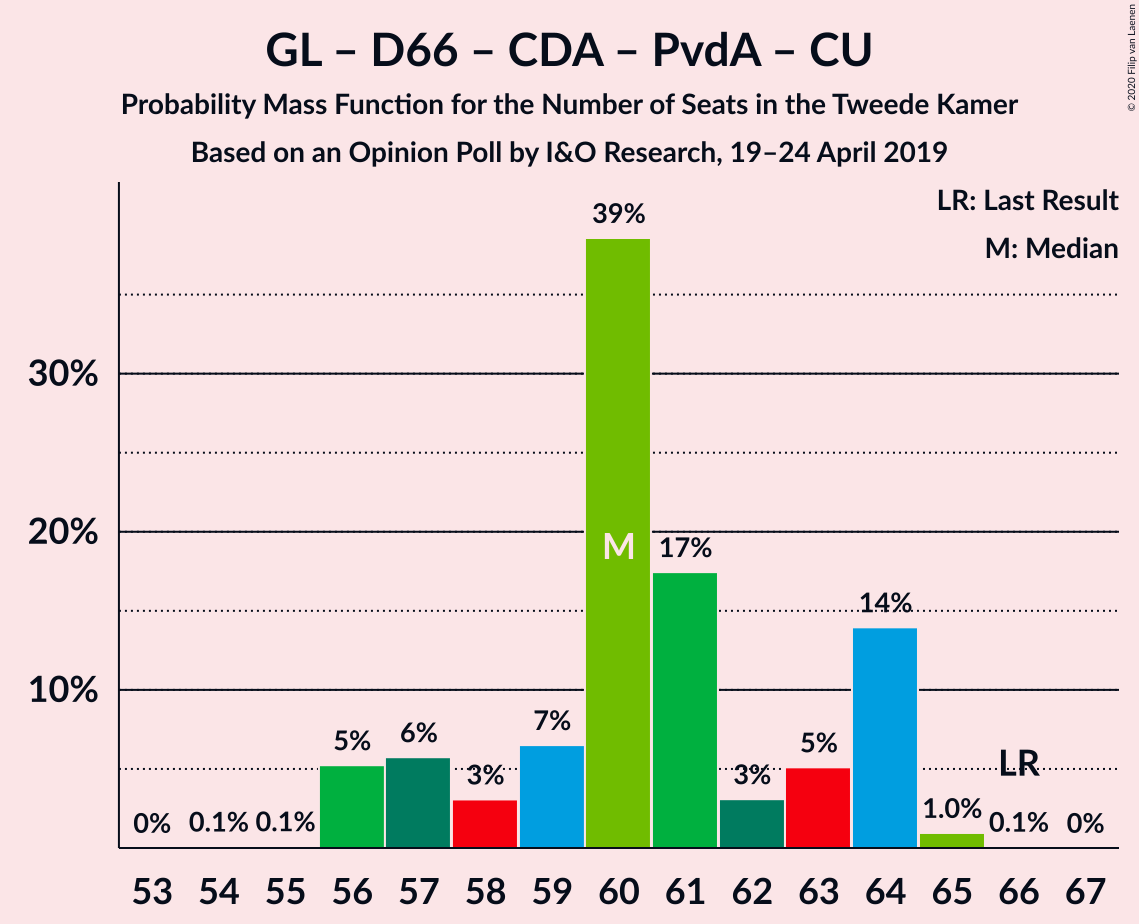 GL – D66 – CDA – PvdA – CU
Probability Mass Function for the Number of Seats in the Tweede Kamer
Based on an Opinion Poll by I&O Research, 19–24 April 2019
© 2020 Filip van Laenen
LR: Last Result
M: Median
39%
30%
20%
M
17%
14%
10%
7%
6%
5%
5%
3%
3%
LR
1.0%
0%
0.1%
0.1%
0.1%
0%
53 54 55 56 57 58 59 60 61 62 63 64 65 66 67